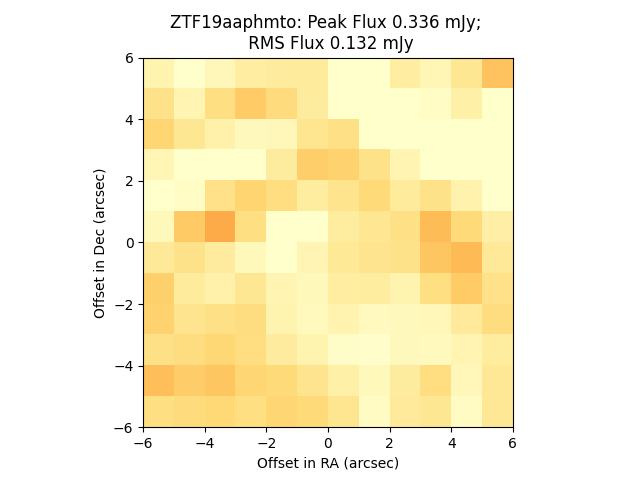 ZTF19aaphmto: Peak Flux 0.336 mJy;
RMS Flux 0.132 mJy
6
4
2
0
−2
−4
−6
Offset in Dec (arcsec)
−6 −4 −2 0 2 4 6
Offset in RA (arcsec)